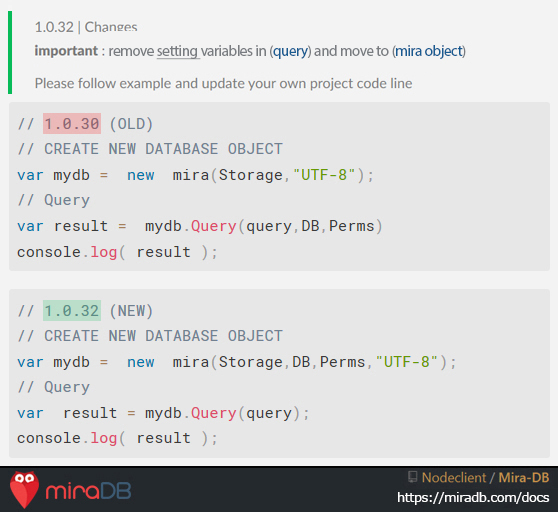 1.0.32 | Changes
important : remove setting variables in (query) and move to (mira object)
Please follow example and update your own project code line
// 1.0.30 (OLD)
// CREATE NEW DATABASE OBJECT
var mydb =  new  mira(Storage,"UTF-8");
// Query
var result =  mydb.Query(query,DB,Perms)
console.log( result );
// 1.0.32 (NEW)
// CREATE NEW DATABASE OBJECT
var mydb =  new  mira(Storage,DB,Perms,"UTF-8");
// Query
var  result = mydb.Query(query);
console.log( result );
miraDB
Nodeclient / Mira-DB
https://miradb.com/docs